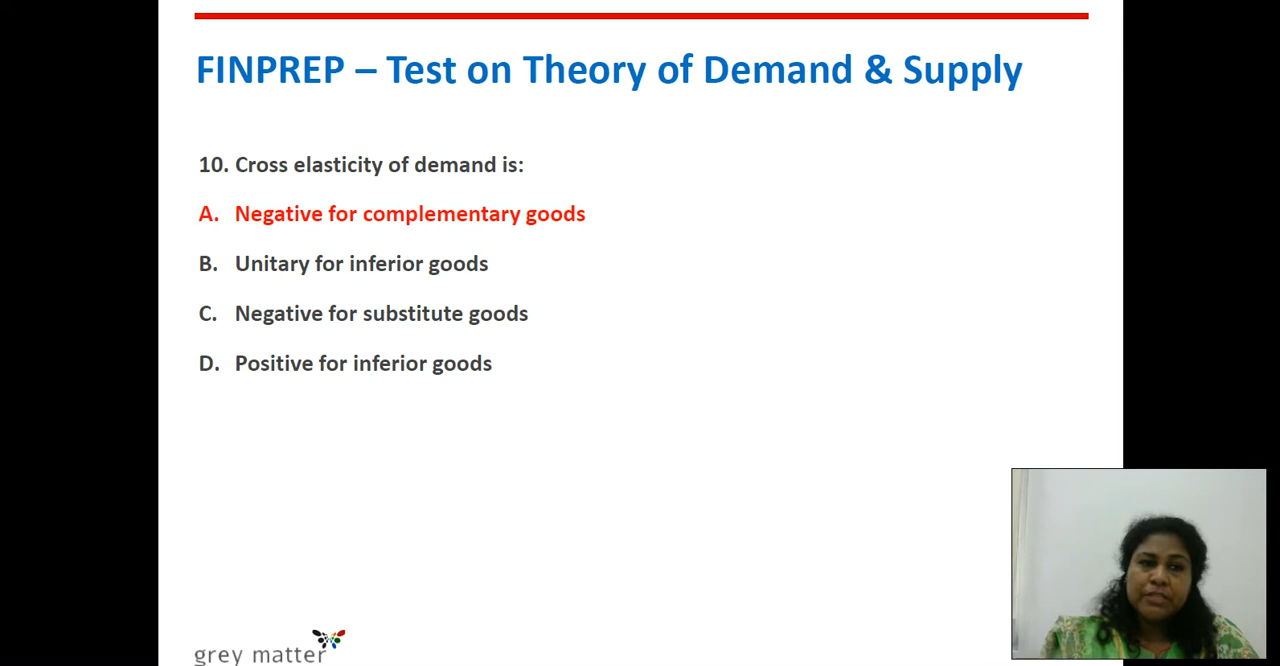 FINPREP – Test on Theory of Demand & Supply
10. Cross elasticity of demand is:
A. Negative for complementary goods
B. Unitary for inferior goods
C. Negative for substitute goods
D. Positive for inferior goods
grey matter